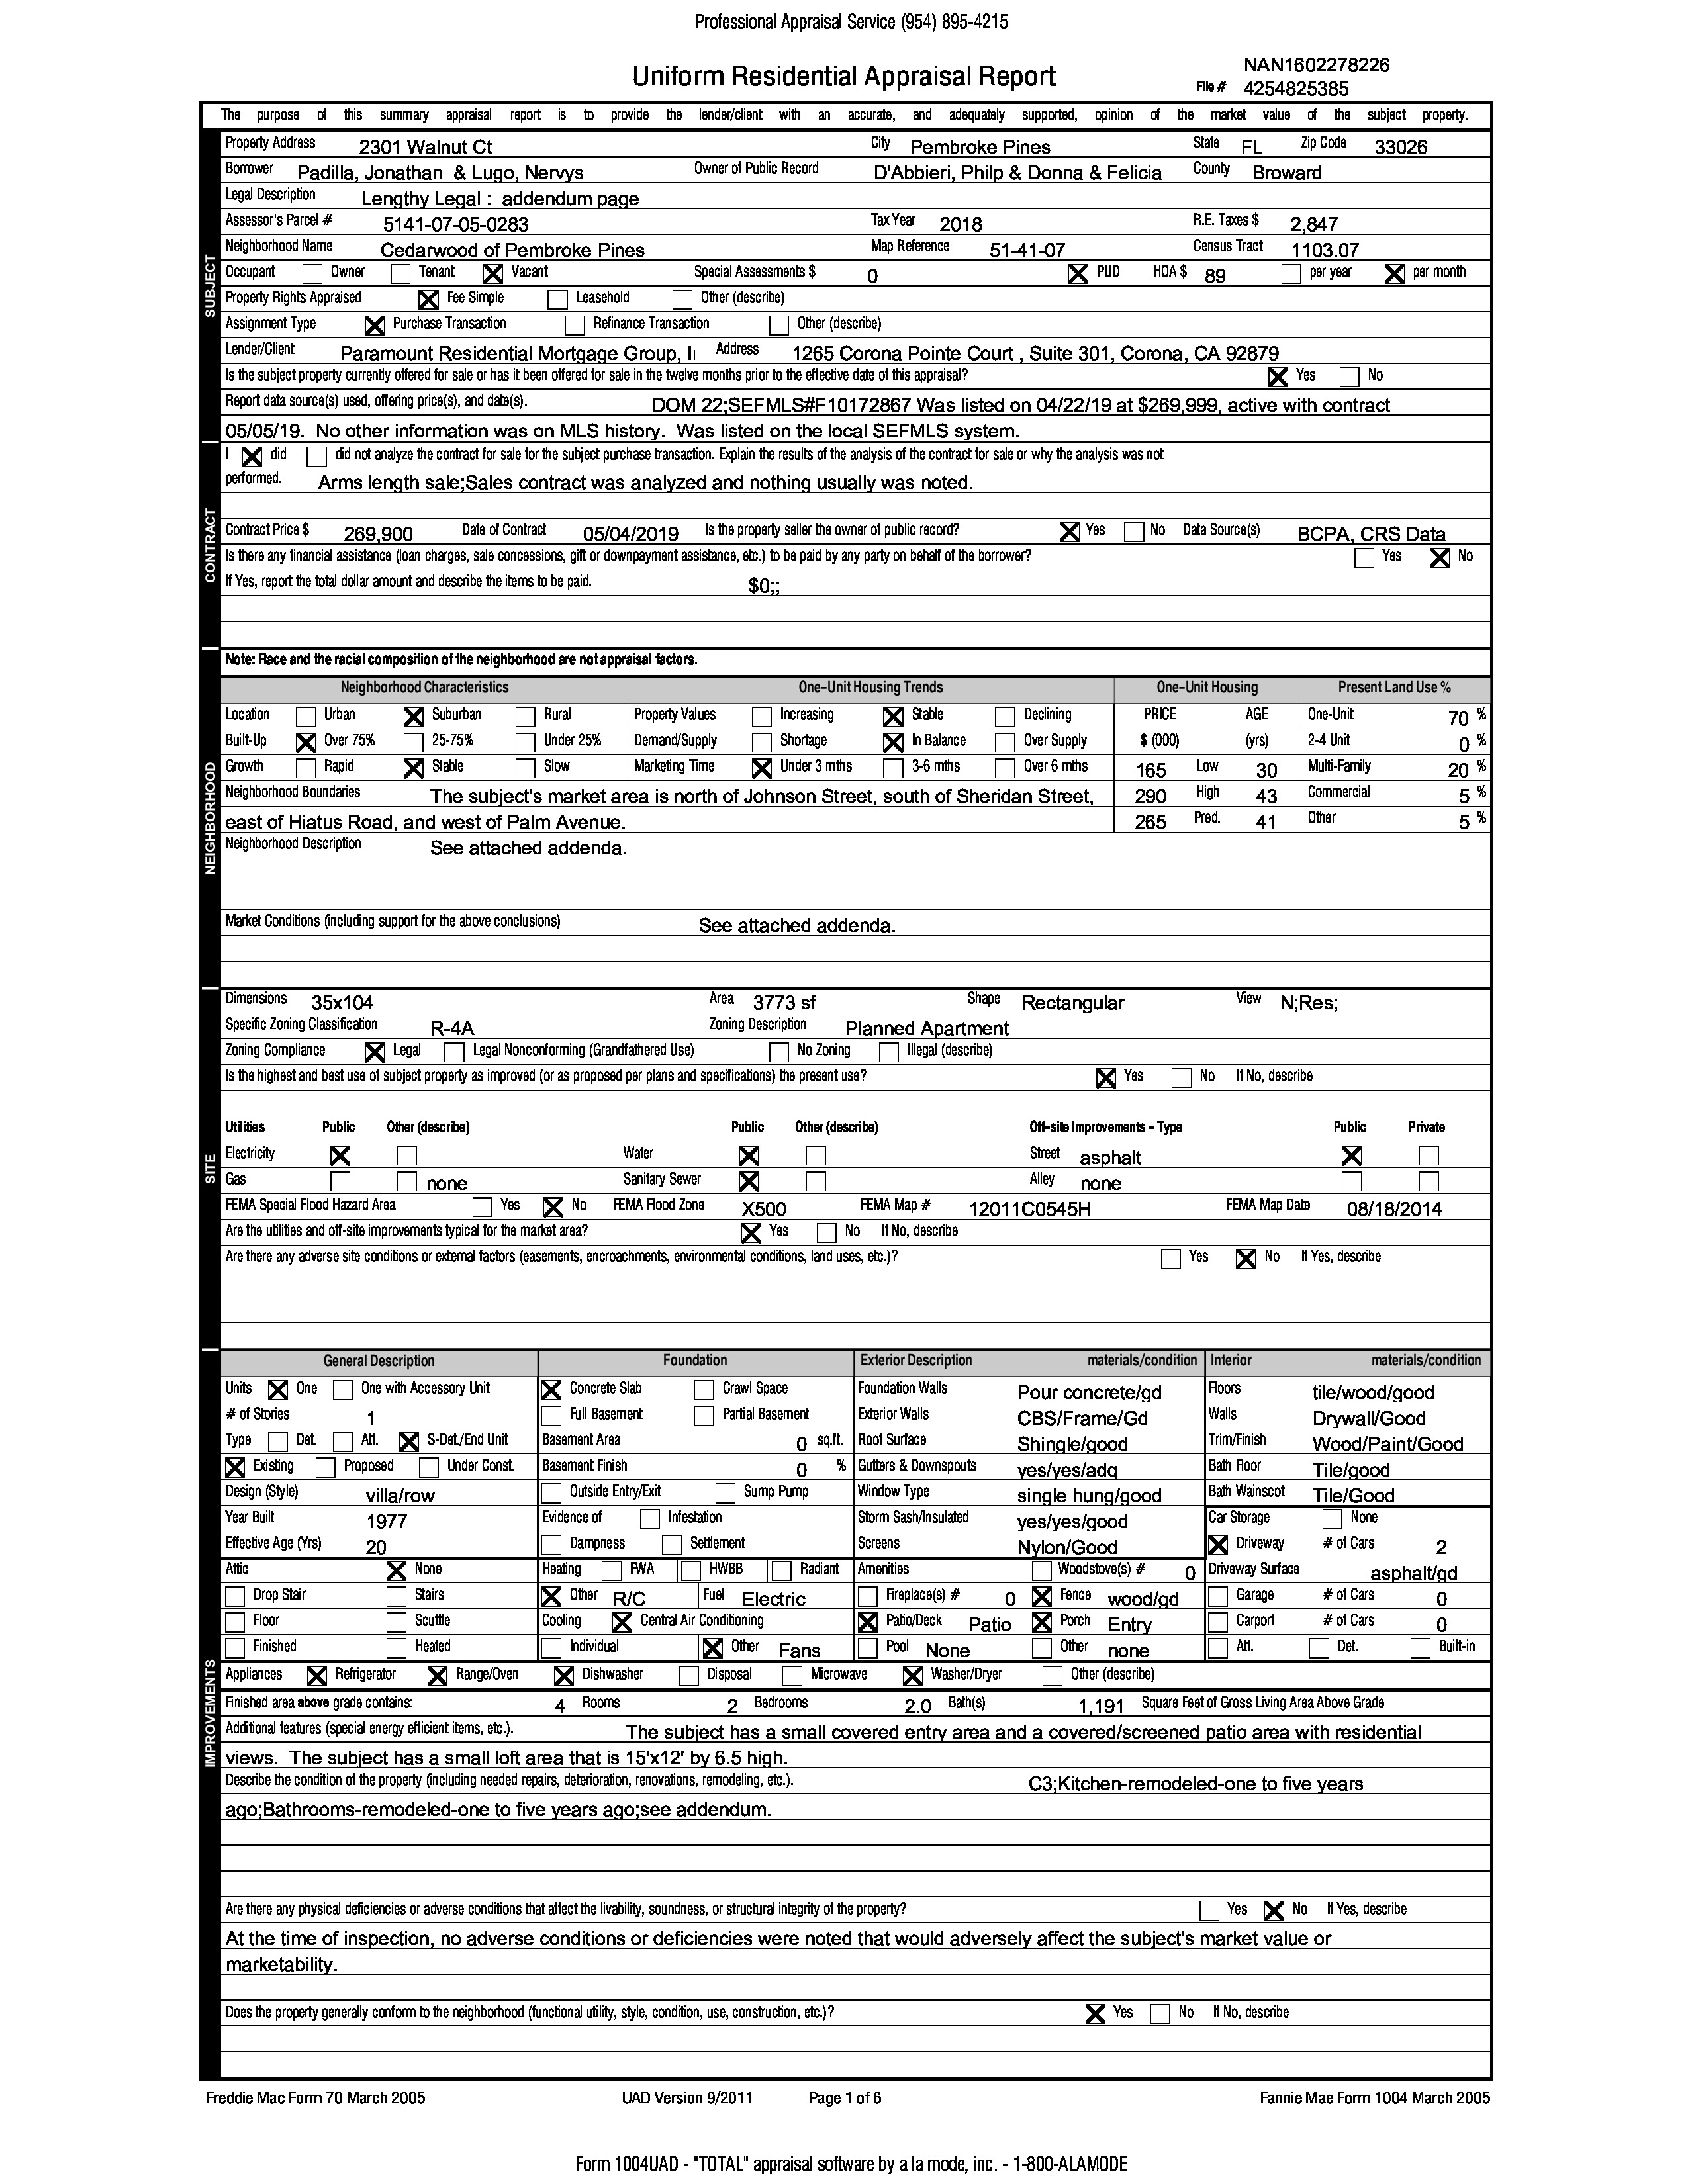 Professional Appraisal Service (954) 895-4215
Uniform Residential Appraisal Report
NAN1602278226
File # 4254825385
The purpose of this summary appraisal report is to provide the lender/client with an accurate, and adequately supported, opinion of the market value of the subject property.
SUBJECT
Property Address 2301 Walnut Ct City Pembroke Pines State FL Zip Code 33026
Borrower Padilla, Jonathan & Lugo, Nervys Owner of Public Record D'Abbieri, Philp & Donna & Felicia County Broward
Legal Description Lengthy Legal : addendum page
Assessor's Parcel # 5141-07-05-0283 Tax Year 2018 R.E. Taxes $ 2,847
Neighborhood Name Cedarwood of Pembroke Pines Map Reference 51-41-07 Census Tract 1103.07
Occupant Owner Tenant X Vacant Special Assessments $ 0 X PUD HOA $ 89 per year X per month
Property Rights Appraised X Fee Simple Leasehold Other (describe)
Assignment Type X Purchase Transaction Refinance Transaction Other (describe)
Lender/Client Paramount Residential Mortgage Group, I Address 1265 Corona Pointe Court , Suite 301, Corona, CA 92879
Is the subject property currently offered for sale or has it been offered for sale in the twelve months prior to the effective date of this appraisal? X Yes No
Report data source(s) used, offering price(s), and date(s). DOM 22;SEFMLS#F10172867 Was listed on 04/22/19 at $269,999, active with contract
05/05/19. No other information was on MLS history. Was listed on the local SEFMLS system.
CONTRACT
I X did did not analyze the contract for sale for the subject purchase transaction. Explain the results of the analysis of the contract for sale or why the analysis was not
performed. Arms length sale;Sales contract was analyzed and nothing usually was noted.
Contract Price $ 269,900 Date of Contract 05/04/2019 Is the property seller the owner of public record? X Yes No Data Source(s) BCPA, CRS Data
Is there any financial assistance (loan charges, sale concessions, gift or downpayment assistance, etc.) to be paid by any party on behalf of the borrower? Yes X No
If Yes, report the total dollar amount and describe the items to be paid. $0;;
NEIGHBORHOOD
Note: Race and the racial composition of the neighborhood are not appraisal factors.
Neighborhood Characteristics One-Unit Housing Trends One-Unit Housing Present Land Use %
Location Urban X Suburban Rural Property Values Increasing X Stable Declining PRICE AGE One-Unit 70 %
Built-Up X Over 75% 25-75% Under 25% Demand/Supply Shortage X In Balance Over Supply $ (000) (yrs) 2-4 Unit 0 %
Growth Rapid X Stable Slow Marketing Time X Under 3 mths 3-6 mths Over 6 mths 165 Low 30 Multi-Family 20 %
Neighborhood Boundaries The subject's market area is north of Johnson Street, south of Sheridan Street, 290 High 43 Commercial 5 %
east of Hiatus Road, and west of Palm Avenue. 265 Pred. 41 Other 5 %
Neighborhood Description See attached addenda.
Market Conditions (including support for the above conclusions) See attached addenda.
SITE
Dimensions 35x104 Area 3773 sf Shape Rectangular View N;Res;
Specific Zoning Classification R-4A Zoning Description Planned Apartment
Zoning Compliance X Legal Legal Nonconforming (Grandfathered Use) No Zoning Illegal (describe)
Is the highest and best use of subject property as improved (or as proposed per plans and specifications) the present use? X Yes No If No, describe
Utilities Public Other (describe) Public Other (describe) Off-site Improvements - Type Public Private
Electricity X Water X Street asphalt X
Gas none Sanitary Sewer X Alley none
FEMA Special Flood Hazard Area Yes X No FEMA Flood Zone X500 FEMA Map # 12011C0545H FEMA Map Date 08/18/2014
Are the utilities and off-site improvements typical for the market area? X Yes No If No, describe
Are there any adverse site conditions or external factors (easements, encroachments, environmental conditions, land uses, etc.)? Yes X No If Yes, describe
IMPROVEMENTS
General Description Foundation Exterior Description materials/condition Interior materials/condition
Units X One One with Accessory Unit X Concrete Slab Crawl Space Foundation Walls Pour concrete/gd Floors tile/wood/good
# of Stories 1 Full Basement Partial Basement Exterior Walls CBS/Frame/Gd Walls Drywall/Good
Type Det. Att. X S-Det./End Unit Basement Area 0 sq.ft. Roof Surface Shingle/good Trim/Finish Wood/Paint/Good
X Existing Proposed Under Const. Basement Finish 0 % Gutters & Downspouts yes/yes/adq Bath Floor Tile/good
Design (Style) villa/row Outside Entry/Exit Sump Pump Window Type single hung/good Bath Wainscot Tile/Good
Year Built 1977 Evidence of Infestation Storm Sash/Insulated yes/yes/good Car Storage None
Effective Age (Yrs) 20 Dampness Settlement Screens Nylon/Good X Driveway # of Cars 2
Attic X None Heating FWA HWBB Radiant Amenities Woodstove(s) # 0 Driveway Surface asphalt/gd
Drop Stair Stairs X Other R/C Fuel Electric Fireplace(s) # 0 X Fence wood/gd Garage # of Cars 0
Floor Scuttle Cooling X Central Air Conditioning X Patio/Deck Patio X Porch Entry Carport # of Cars 0
Finished Heated Individual X Other Fans Pool None Other none Att. Det. Built-in
Appliances X Refrigerator X Range/Oven X Dishwasher Disposal Microwave X Washer/Dryer Other (describe)
Finished area above grade contains: 4 Rooms 2 Bedrooms 2.0 Bath(s) 1,191 Square Feet of Gross Living Area Above Grade
Additional features (special energy efficient items, etc.). The subject has a small covered entry area and a covered/screened patio area with residential
views. The subject has a small loft area that is 15'x12' by 6.5 high.
Describe the condition of the property (including needed repairs, deterioration, renovations, remodeling, etc.). C3;Kitchen-remodeled-one to five years
ago;Bathrooms-remodeled-one to five years ago;see addendum.
Are there any physical deficiencies or adverse conditions that affect the livability, soundness, or structural integrity of the property? Yes X No If Yes, describe
At the time of inspection, no adverse conditions or deficiencies were noted that would adversely affect the subject's market value or
marketability.
Does the property generally conform to the neighborhood (functional utility, style, condition, use, construction, etc.)? X Yes No If No, describe
Freddie Mac Form 70 March 2005 UAD Version 9/2011 Page 1 of 6 Fannie Mae Form 1004 March 2005
Form 1004UAD - "TOTAL" appraisal software by a la mode, inc. - 1-800-ALAMODE